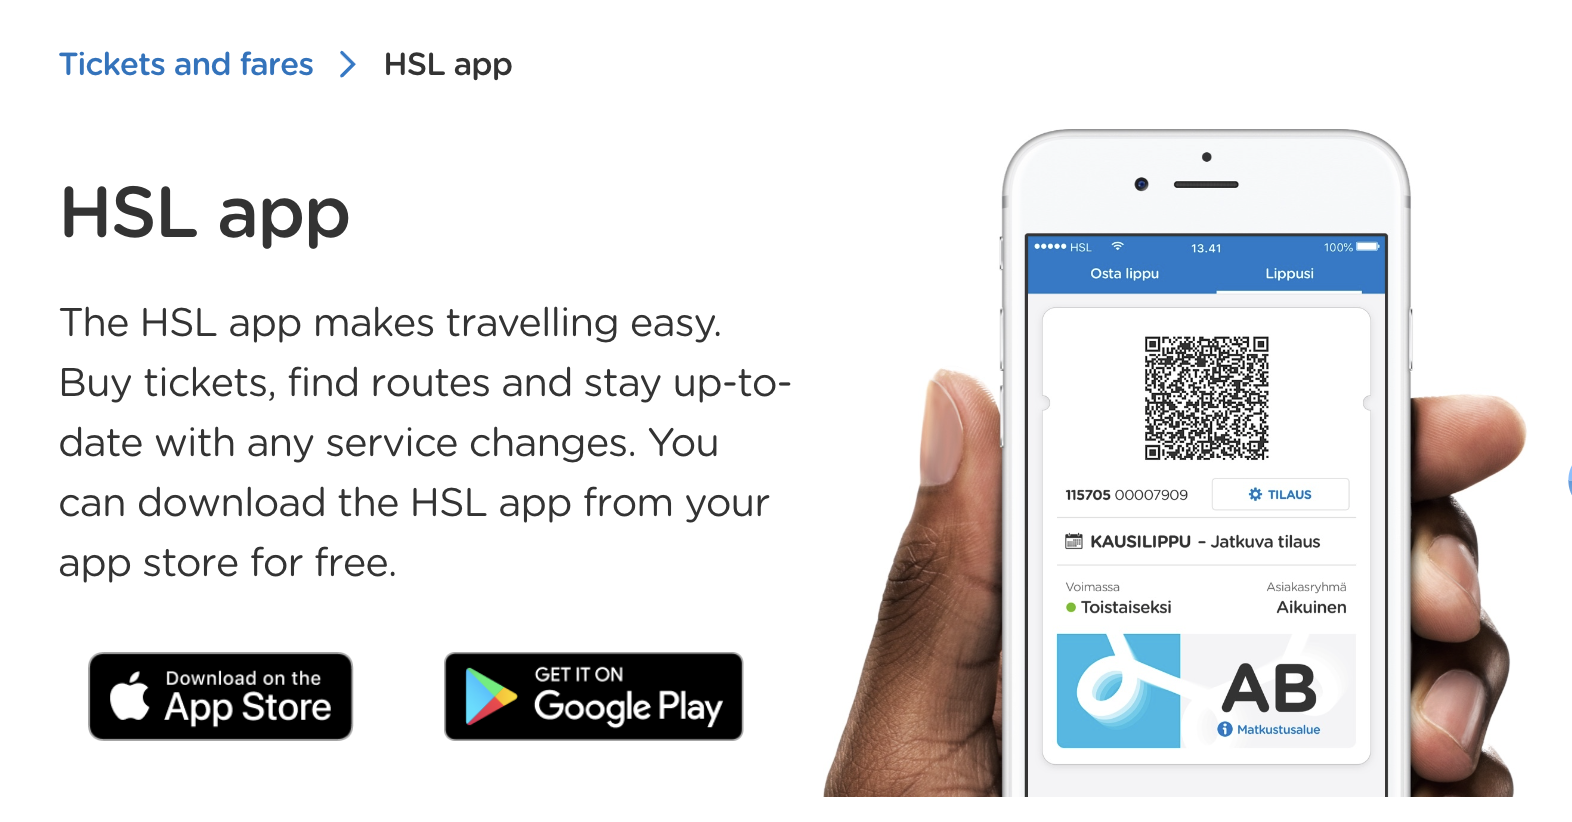 Tickets and fares > HSL app
HSL app
The HSL app makes travelling easy.
Buy tickets, find routes and stay up-to-
date with any service changes. You
can download the HSL app from your
app store for free.
Download on the
App Store
GET IT ON
Google Play
HSL 13.41 100%
Osta lippu Lippusi
115705 00007909 TILAUS
KAUSILIPPU – Jatkuva tilaus
Voimassa Asiakasryhmä
Toistaiseksi Aikuinen
AB
Matkustusalue